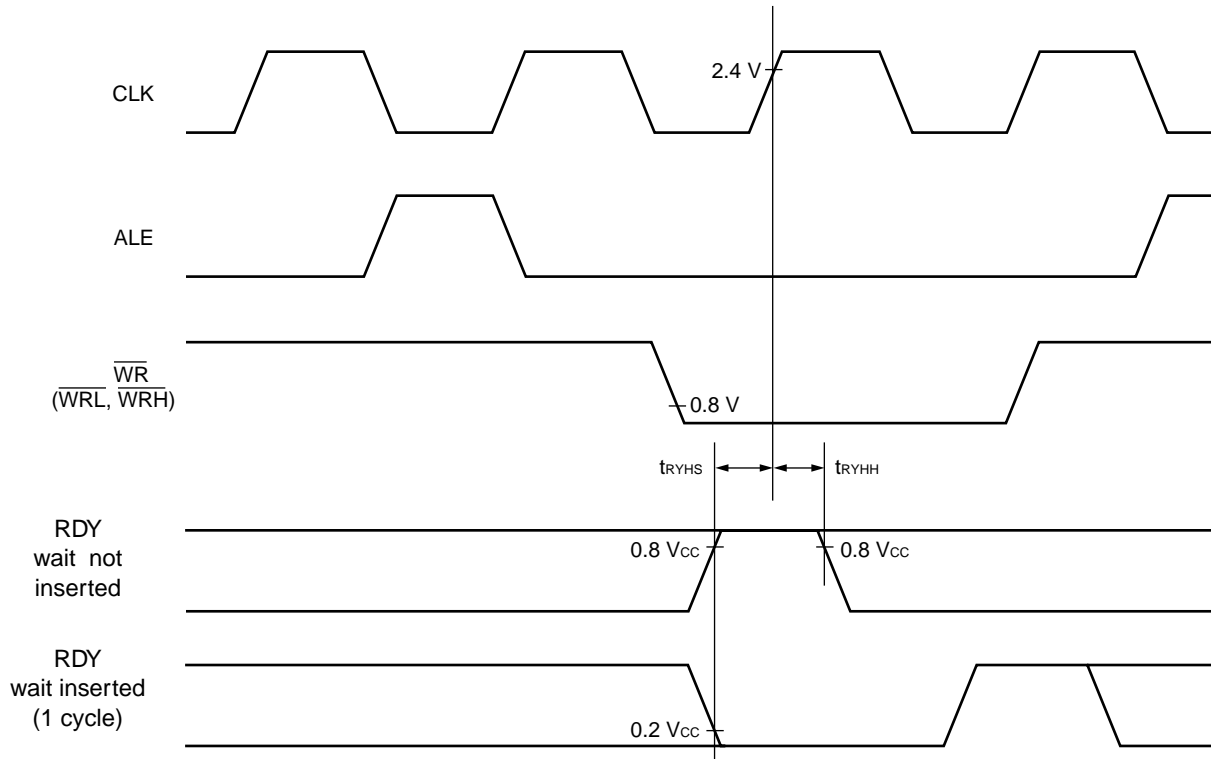 2.4 V
CLK
ALE
WR
(WRL, WRH)
0.8 V
tRYHS
tRYHH
RDY
wait not
inserted
0.8 VCC
0.8 VCC
RDY
wait inserted
(1 cycle)
0.2 VCC